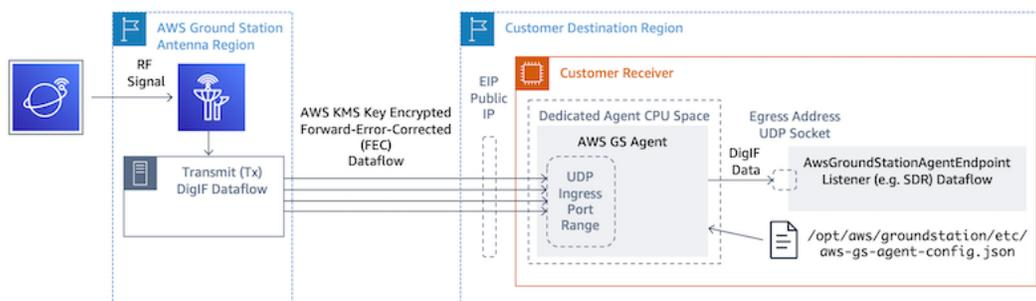 AWS Ground Station
Antenna Region
RF
Signal
Transmit (Tx)
DigIF Dataflow
AWS KMS Key Encrypted
Forward-Error-Corrected
(FEC)
Dataflow
Customer Destination Region
EIP
Public
IP
Customer Receiver
Dedicated Agent CPU Space
AWS GS Agent
UDP
Ingress
Port
Range
Egress Address
UDP Socket
DigIF
Data
AwsGroundStationAgentEndpoint
Listener (e.g. SDR) Dataflow
/opt/aws/groundstation/etc/
aws-gs-agent-config.json